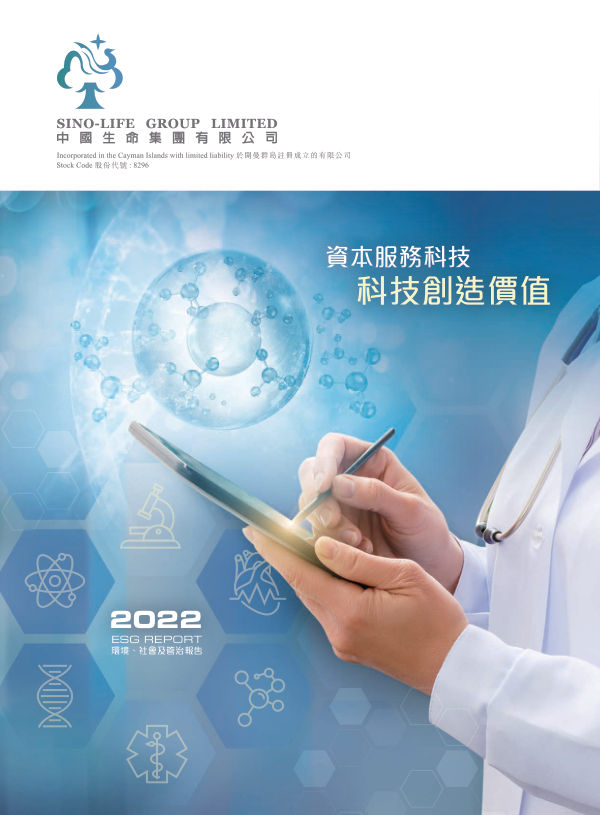 SINO-LIFE GROUP LIMITED
中國生命集團有限公司
Incorporated in the Cayman Islands with limited liability 於開曼群島註冊成立的有限公司
Stock Code 股份代號 : 8296
資本服務科技
科技創造價值
2022
ESG REPORT
環境、社會及管治報告